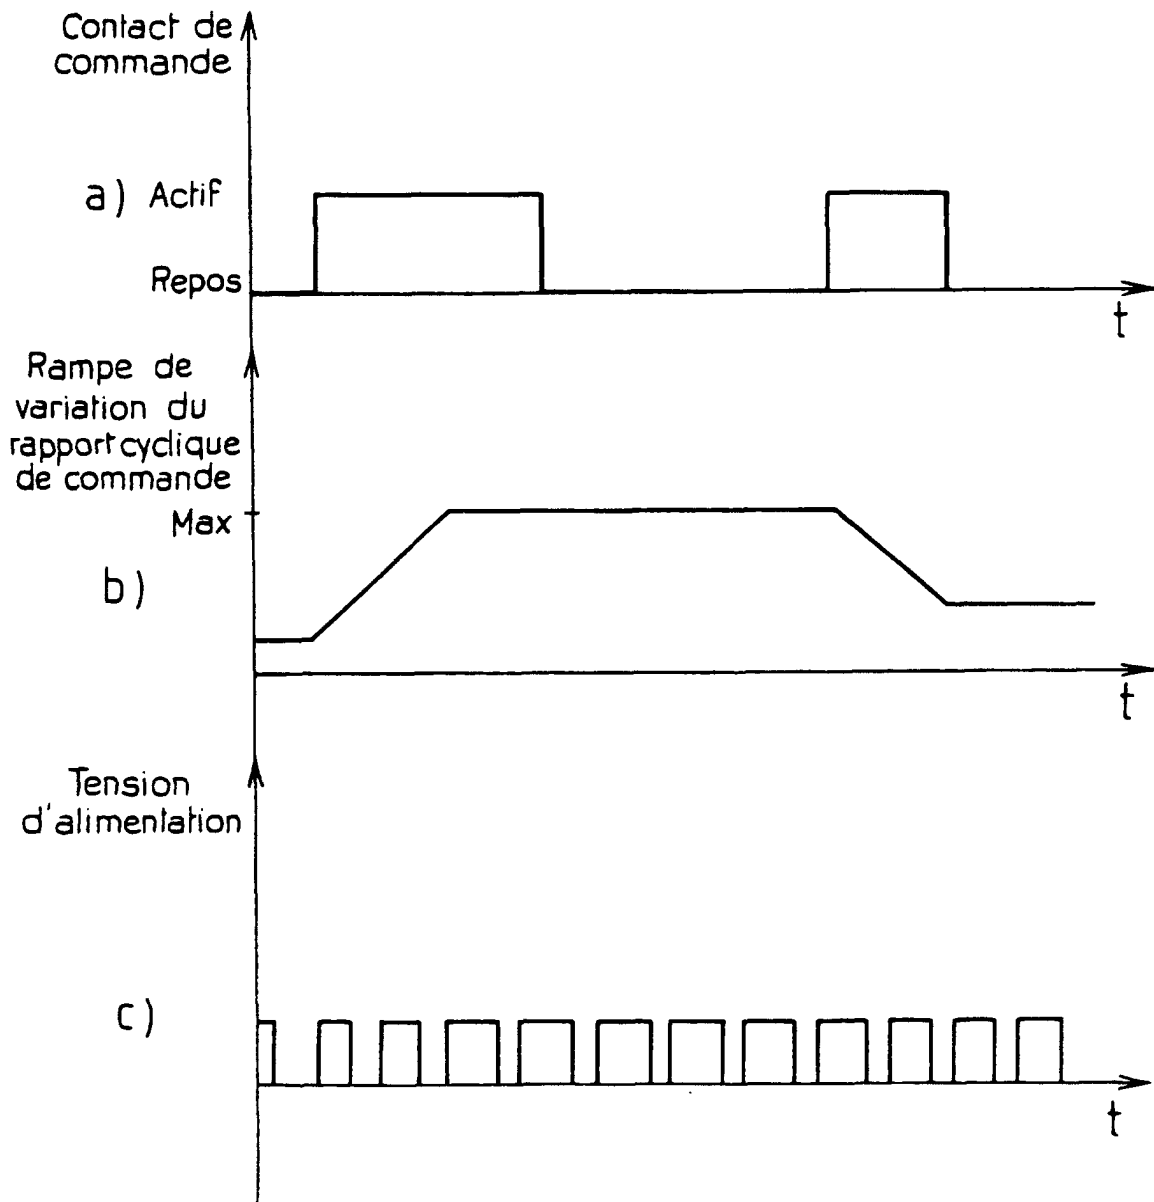 Contact de
commande
a) Actif
Repos
t
Rampe de
variation du
rapport cyclique
de commande
Max
b)
t
Tension
d'alimentation
c)
t